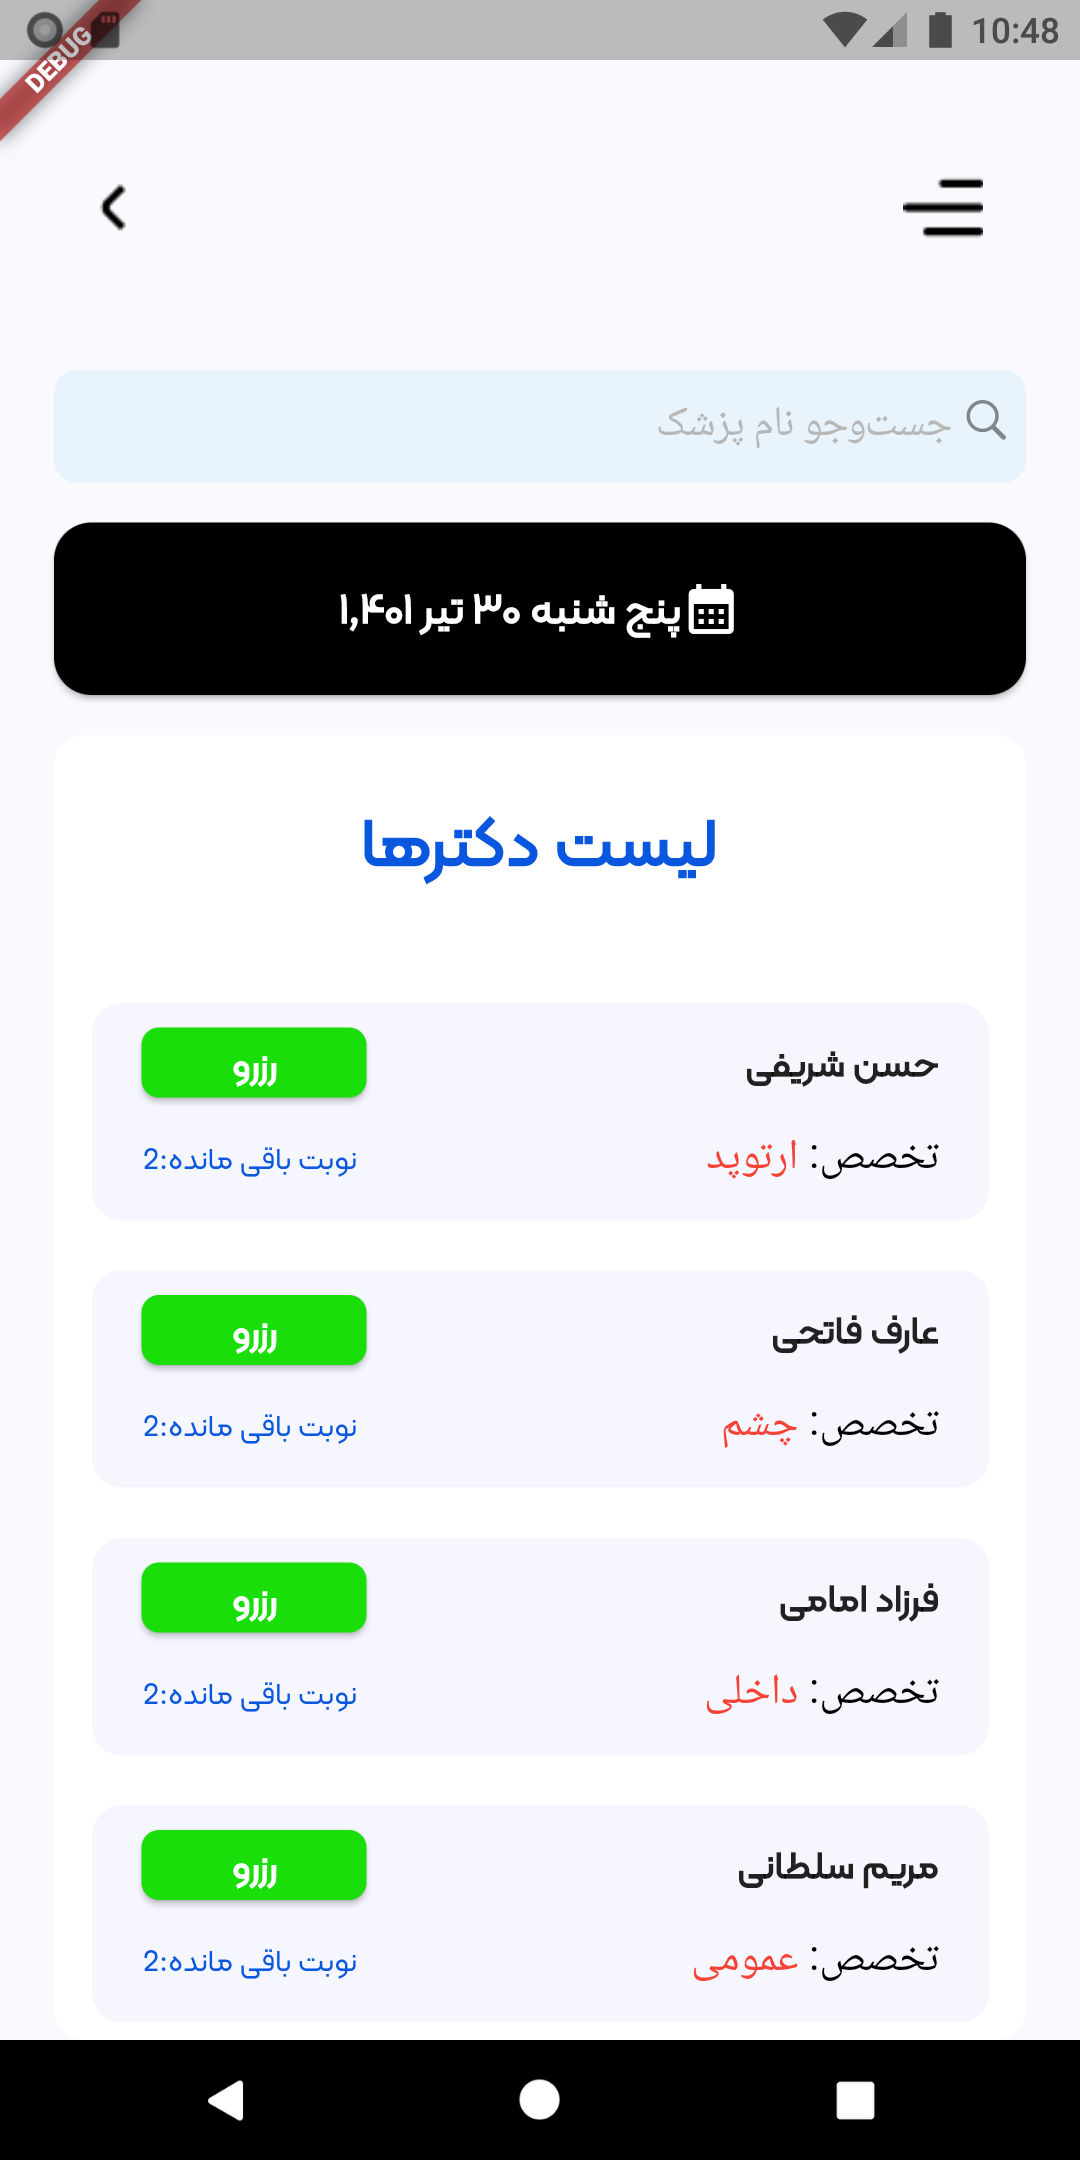 10:48
DEBUG
جست‌وجو نام پزشک
پنج شنبه ۳۰ تیر ۱,۴۰۱
لیست دکترها
حسن شریفی
رزرو
تخصص: ارتوپد
نوبت باقی مانده:2
عارف فاتحی
رزرو
تخصص: چشم
نوبت باقی مانده:2
فرزاد امامی
رزرو
تخصص: داخلی
نوبت باقی مانده:2
مریم سلطانی
رزرو
تخصص: عمومی
نوبت باقی مانده:2